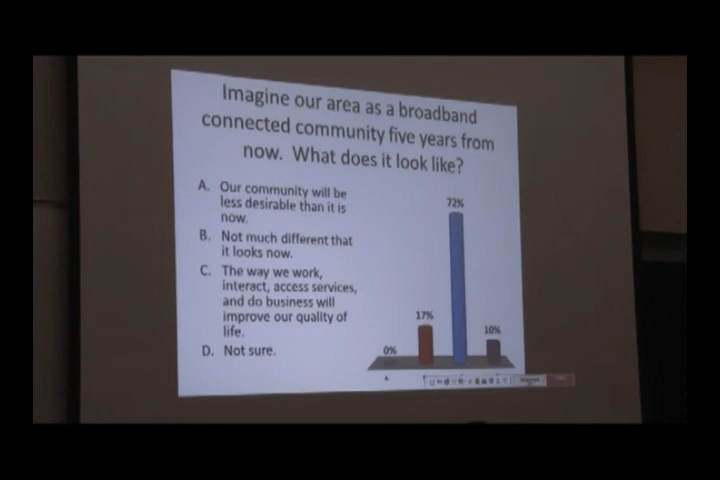 Imagine our area as a broadband
connected community five years from
now. What does it look like?
A. Our community will be
less desirable than it is
now.
B. Not much different that
it looks now.
C. The way we work,
interact, access services,
and do business will
improve our quality of
life.
D. Not sure.
72%
17%
10%
0%